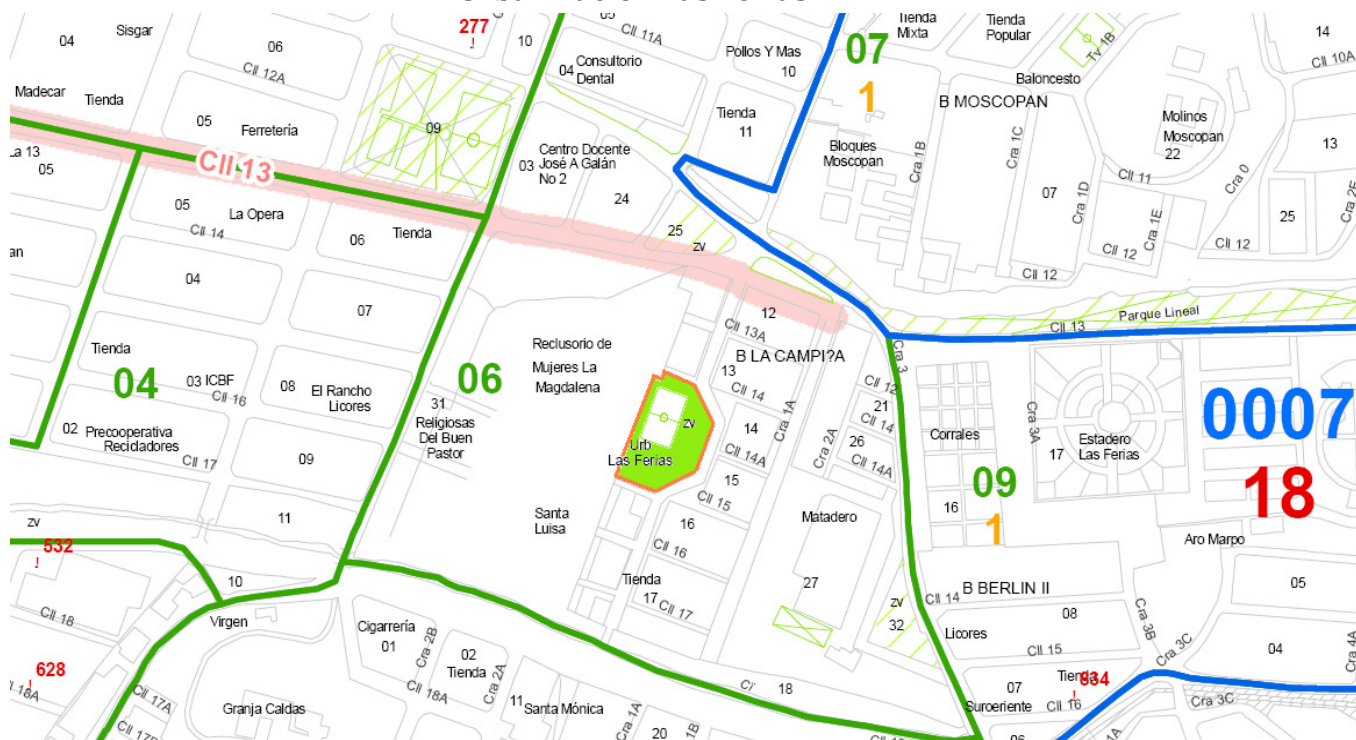 277
04
Sisgar
06
Cll 12A
10
Cll 11A
04
Consultorio
Dental
Pollos Y Mas
10
Tienda
Mixta
Tienda
Popular
07
1
Tv 1B
Baloncesto
14
Cll 10A
Madecar
Tienda
05
Ferretería
09
Tienda
11
B MOSCOPAN
Molinos
Moscopan
22
13
05
Cll 13
03
Centro Docente
José A Galán
No 2
24
Bloques
Moscopan
Cra 1B
Cra 1C
07
Cra 1D
Cll 11
Cra 1E
Cra 0
25
05
La Opera
Cll 14
06
Tienda
25
zv
Cll 12
Cll 12
Cll 12
04
07
12
Cll 13A
Cll 13
Parque Lineal
Tienda
04
03 ICBF
Cll 16
08
El Rancho
Licores
06
Reclusorio de
Mujeres La
Magdalena
B LA CAMPI?A
13
Cll 14
Cra 1A
Cra 3
Cll 12
21
Cll 14
0007
18
02
Precooperativa
Recicladores
Cll 17
09
31
Religiosas
Del Buen
Pastor
zv
Urb
Las Ferias
14
Cll 14A
Cra 2A
26
Cll 14A
Corrales
Cra 3A
17
Estadero
Las Ferias
09
1
16
11
Santa
Luisa
15
Cll 15
16
Cll 16
Matadero
zv
532
Aro Marpo
10
Tienda
17
Cll 17
27
zv
32
Cll 14
B BERLIN II
05
Cll 18
Virgen
Cigarrería
01
Cra 2B
02
Tienda
Cra 2A
Licores
08
Cll 15
Cra 3B
Cra 3C
04
Cra 4A
628
Cll 18A
Cll 17A
Granja Caldas
Cll 18A
11
Santa Mónica
Cra 1A
20
18
07
Tienda
834
Suroeriente
Cll 16
Cra 3C